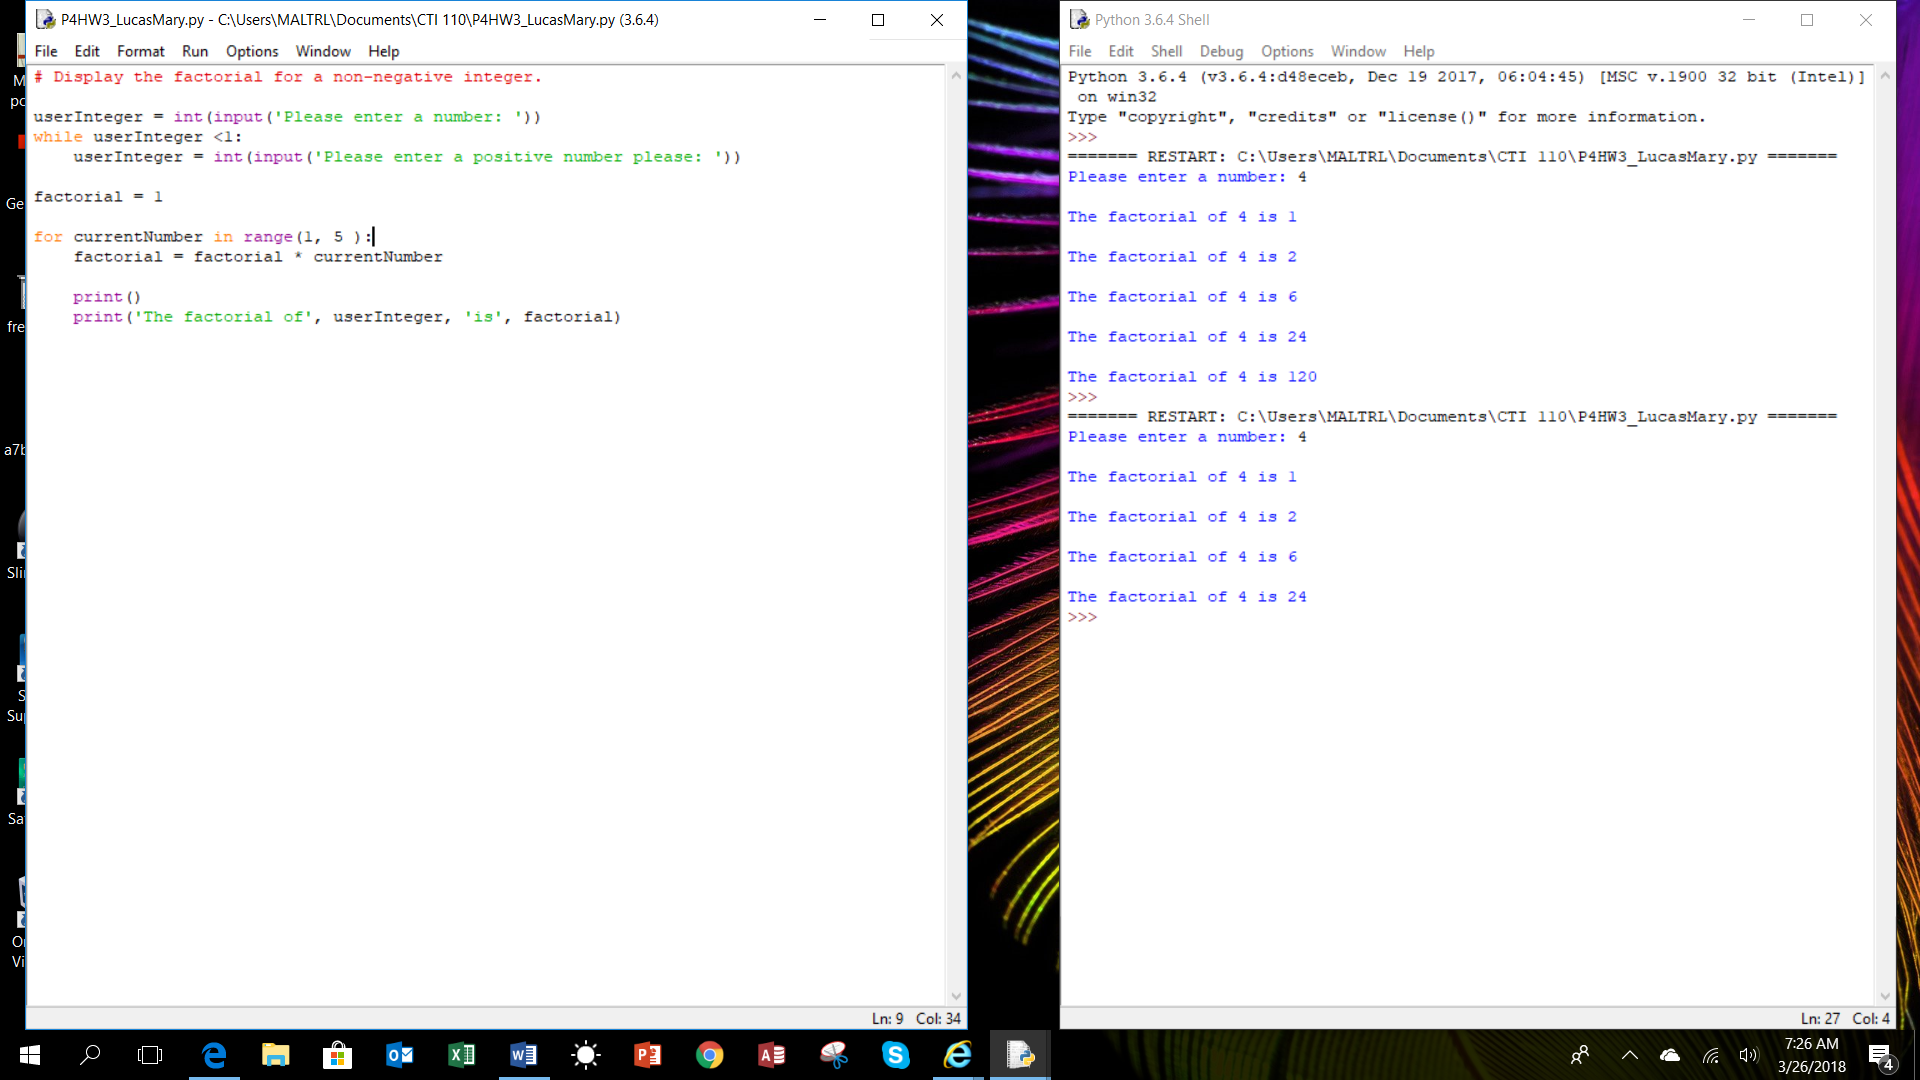 P4HW3_LucasMary.py - C:\Users\MALTRL\Documents\CTI 110\P4HW3_LucasMary.py (3.6.4)
File Edit Format Run Options Window Help
# Display the factorial for a non-negative integer.
userInteger = int(input('Please enter a number: '))
while userInteger <1:
    userInteger = int(input('Please enter a positive number please: '))
factorial = 1
for currentNumber in range(1, 5 ):
    factorial = factorial * currentNumber
    print()
    print('The factorial of', userInteger, 'is', factorial)
Ln: 9 Col: 34
Python 3.6.4 Shell
File Edit Shell Debug Options Window Help
Python 3.6.4 (v3.6.4:d48eceb, Dec 19 2017, 06:04:45) [MSC v.1900 32 bit (Intel)]
 on win32
Type "copyright", "credits" or "license()" for more information.
>>>
======= RESTART: C:\Users\MALTRL\Documents\CTI 110\P4HW3_LucasMary.py =======
Please enter a number: 4
The factorial of 4 is 1
The factorial of 4 is 2
The factorial of 4 is 6
The factorial of 4 is 24
The factorial of 4 is 120
>>>
======= RESTART: C:\Users\MALTRL\Documents\CTI 110\P4HW3_LucasMary.py =======
Please enter a number: 4
The factorial of 4 is 1
The factorial of 4 is 2
The factorial of 4 is 6
The factorial of 4 is 24
>>>
Ln: 27 Col: 4
M
po
Ge
fre
a7b
Sli
S
Sup
Sa
O
Vi
7:26 AM
3/26/2018
4